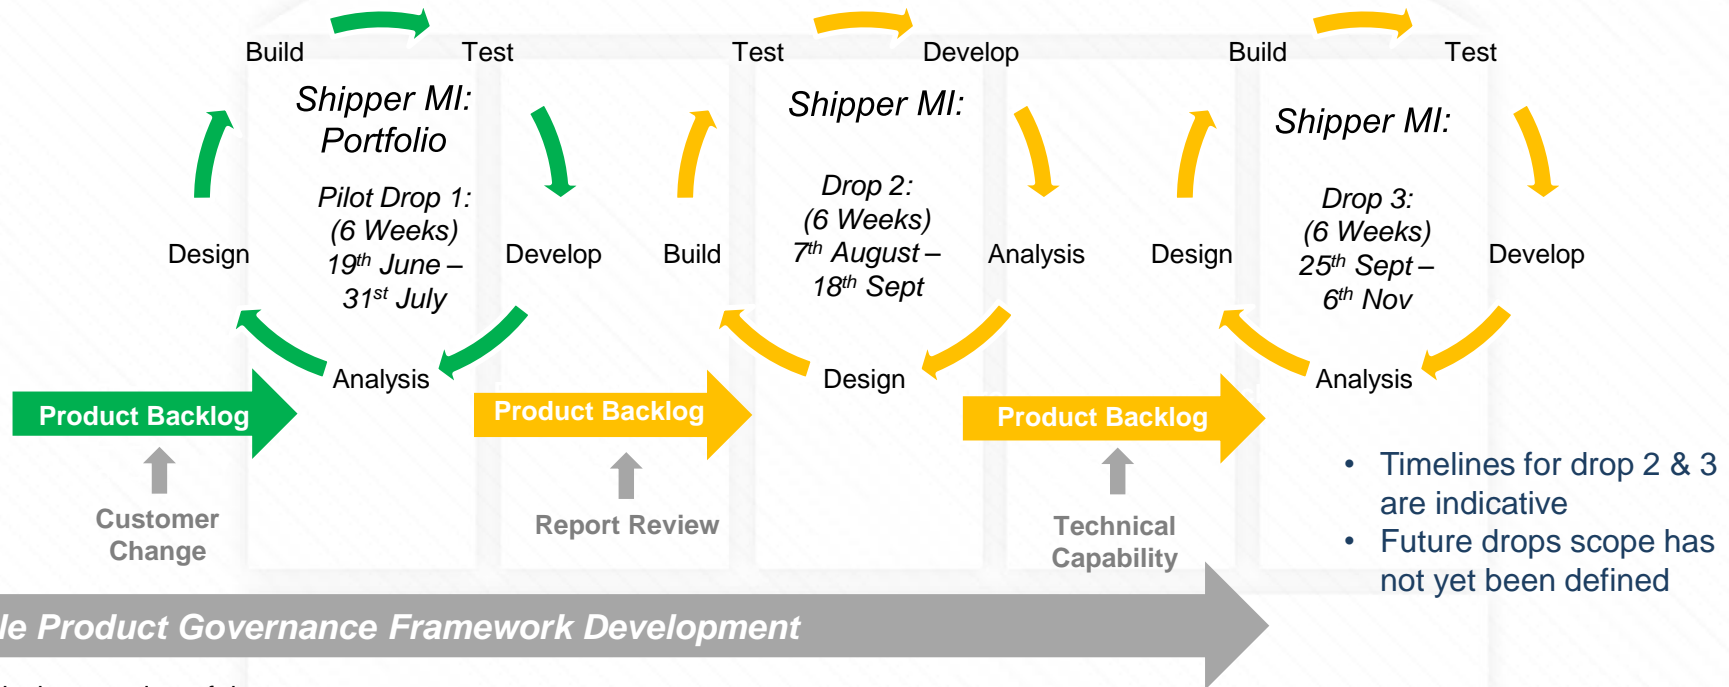 Build
Test
Shipper MI:
Portfolio
Pilot Drop 1:
(6 Weeks)
19th June –
31st July
Design
Develop
Analysis
Test
Develop
Shipper MI:
Drop 2:
(6 Weeks)
7th August –
18th Sept
Build
Analysis
Design
Build
Test
Shipper MI:
Drop 3:
(6 Weeks)
25th Sept –
6th Nov
Design
Develop
Analysis
Product Backlog
Product Backlog
Product Backlog
Customer
Change
Report Review
Technical
Capability
• Timelines for drop 2 & 3
are indicative
• Future drops scope has
not yet been defined
Product Governance Framework Development